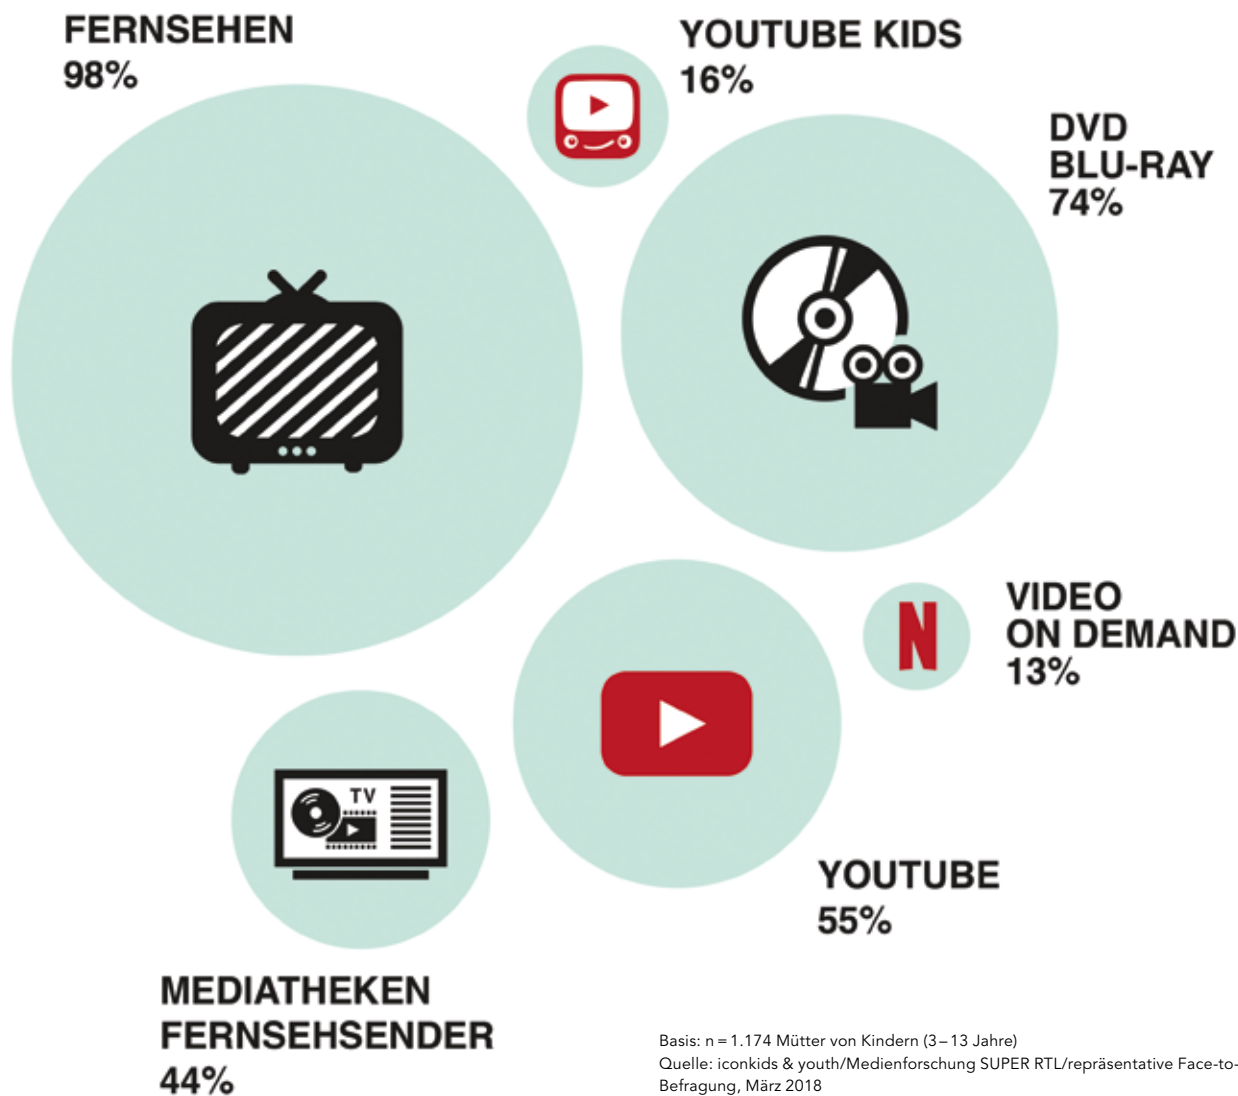 FERNSEHEN
98%
YOUTUBE KIDS
16%
DVD
BLU-RAY
74%
VIDEO
ON DEMAND
13%
N
TV
YOUTUBE
55%
MEDIATHEKEN
FERNSEHSENDER
44%
Basis: n = 1.174 Mütter von Kindern (3 – 13 Jahre)
Quelle: iconkids & youth/Medienforschung SUPER RTL/repräsentative Face-to-
Befragung, März 2018